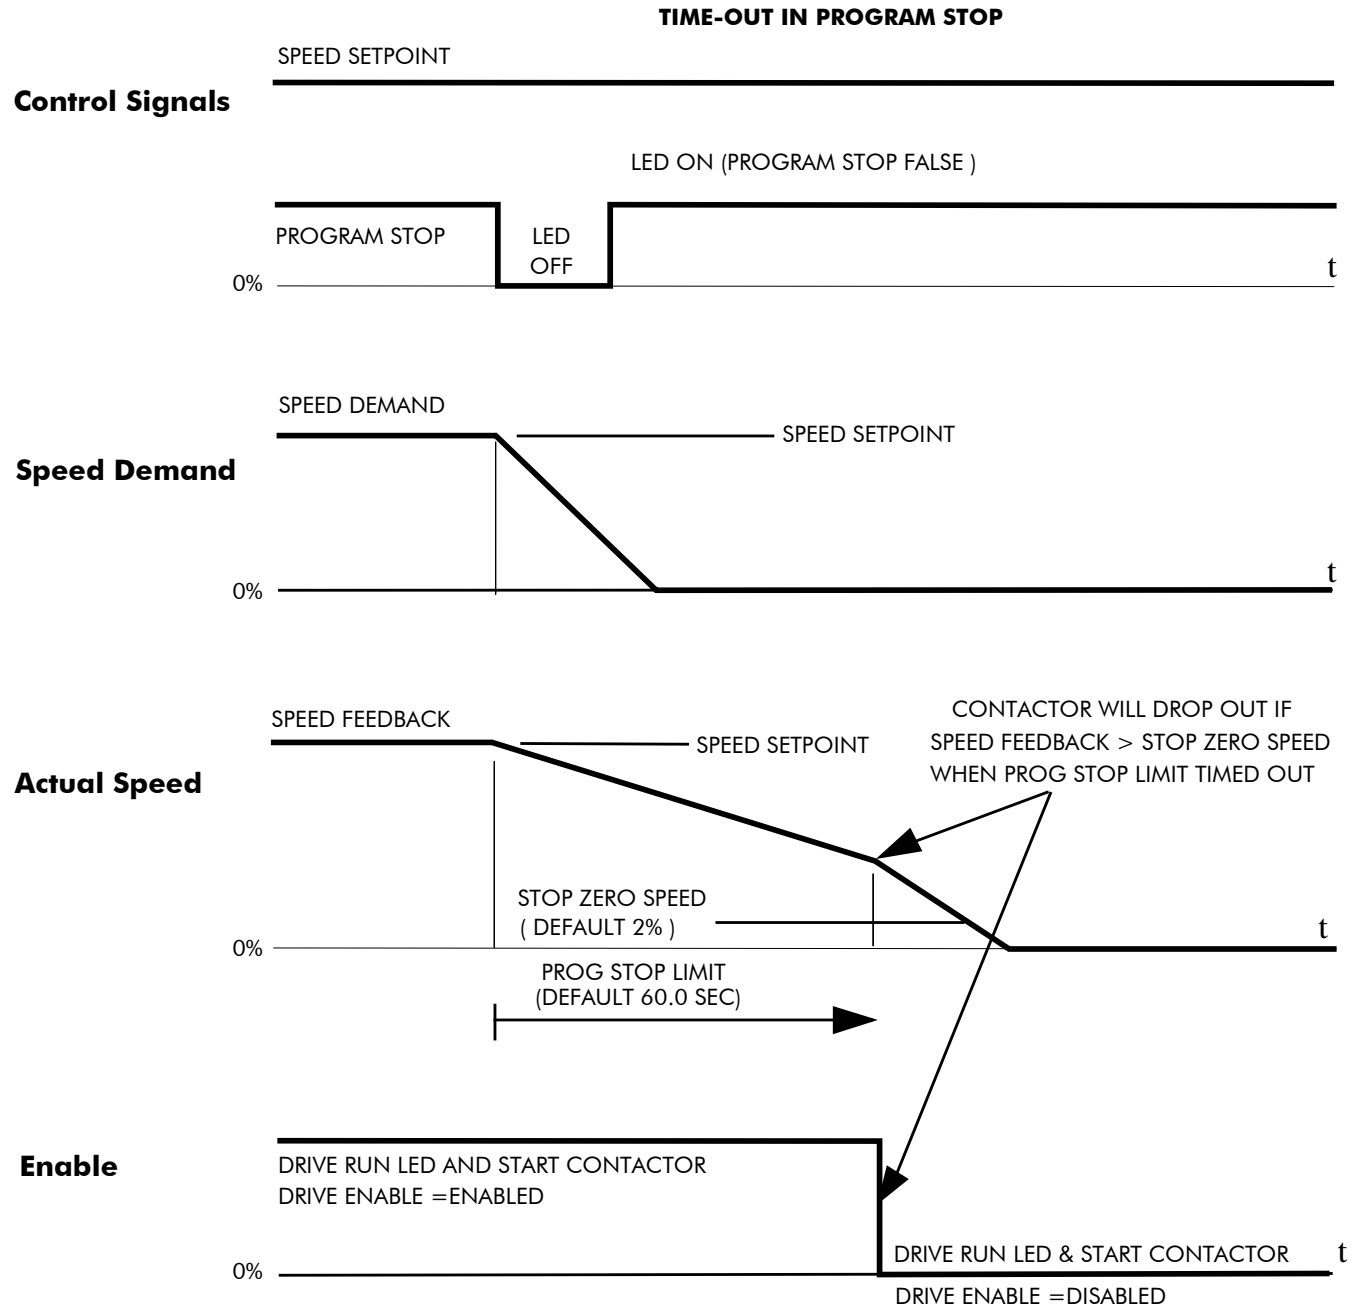 TIME-OUT IN PROGRAM STOP
SPEED SETPOINT
Control Signals
LED ON (PROGRAM STOP FALSE )
PROGRAM STOP
LED
OFF
0%
t
SPEED DEMAND
SPEED SETPOINT
Speed Demand
0%
t
SPEED FEEDBACK
SPEED SETPOINT
CONTACTOR WILL DROP OUT IF
SPEED FEEDBACK > STOP ZERO SPEED
WHEN PROG STOP LIMIT TIMED OUT
Actual Speed
STOP ZERO SPEED
( DEFAULT 2% )
0%
t
PROG STOP LIMIT
(DEFAULT 60.0 SEC)
Enable
DRIVE RUN LED AND START CONTACTOR
DRIVE ENABLE =ENABLED
0%
DRIVE RUN LED & START CONTACTOR
t
DRIVE ENABLE =DISABLED